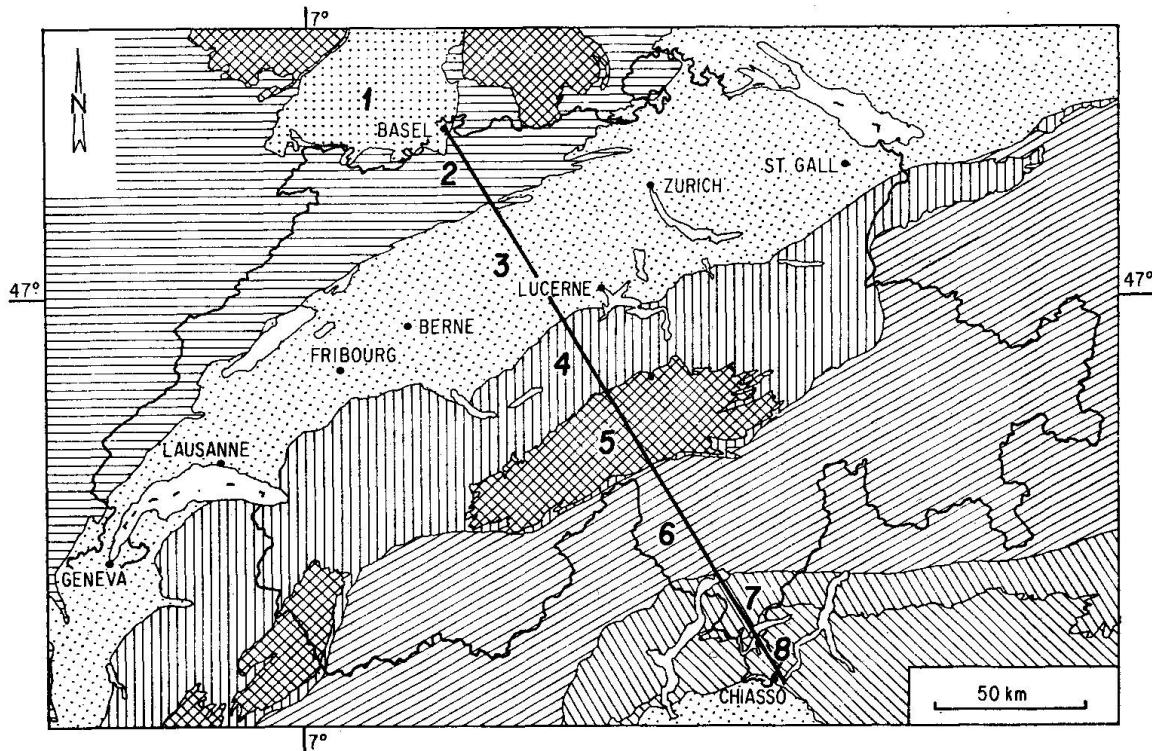 7°
N
1
BASEL
2
ST GALL
ZURICH
3
47°
47°
LUCERNE
BERNE
4
FRIBOURG
5
LAUSANNE
6
GENEVA
7
8
CHIASSO
50 km
7°